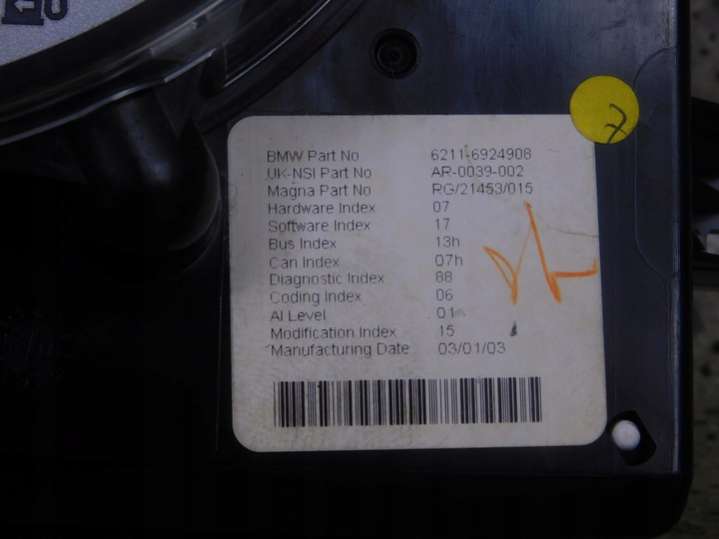 7
BMW Part No 6211-6924908
UK-NSI Part No AR-0039-002
Magna Part No RG/21453/015
Hardware Index 07
Software Index 17
Bus Index 13h
Can Index 07h
Diagnostic Index 88
Coding Index 06
AI Level 01
Modification Index 15
Manufacturing Date 03/01/03